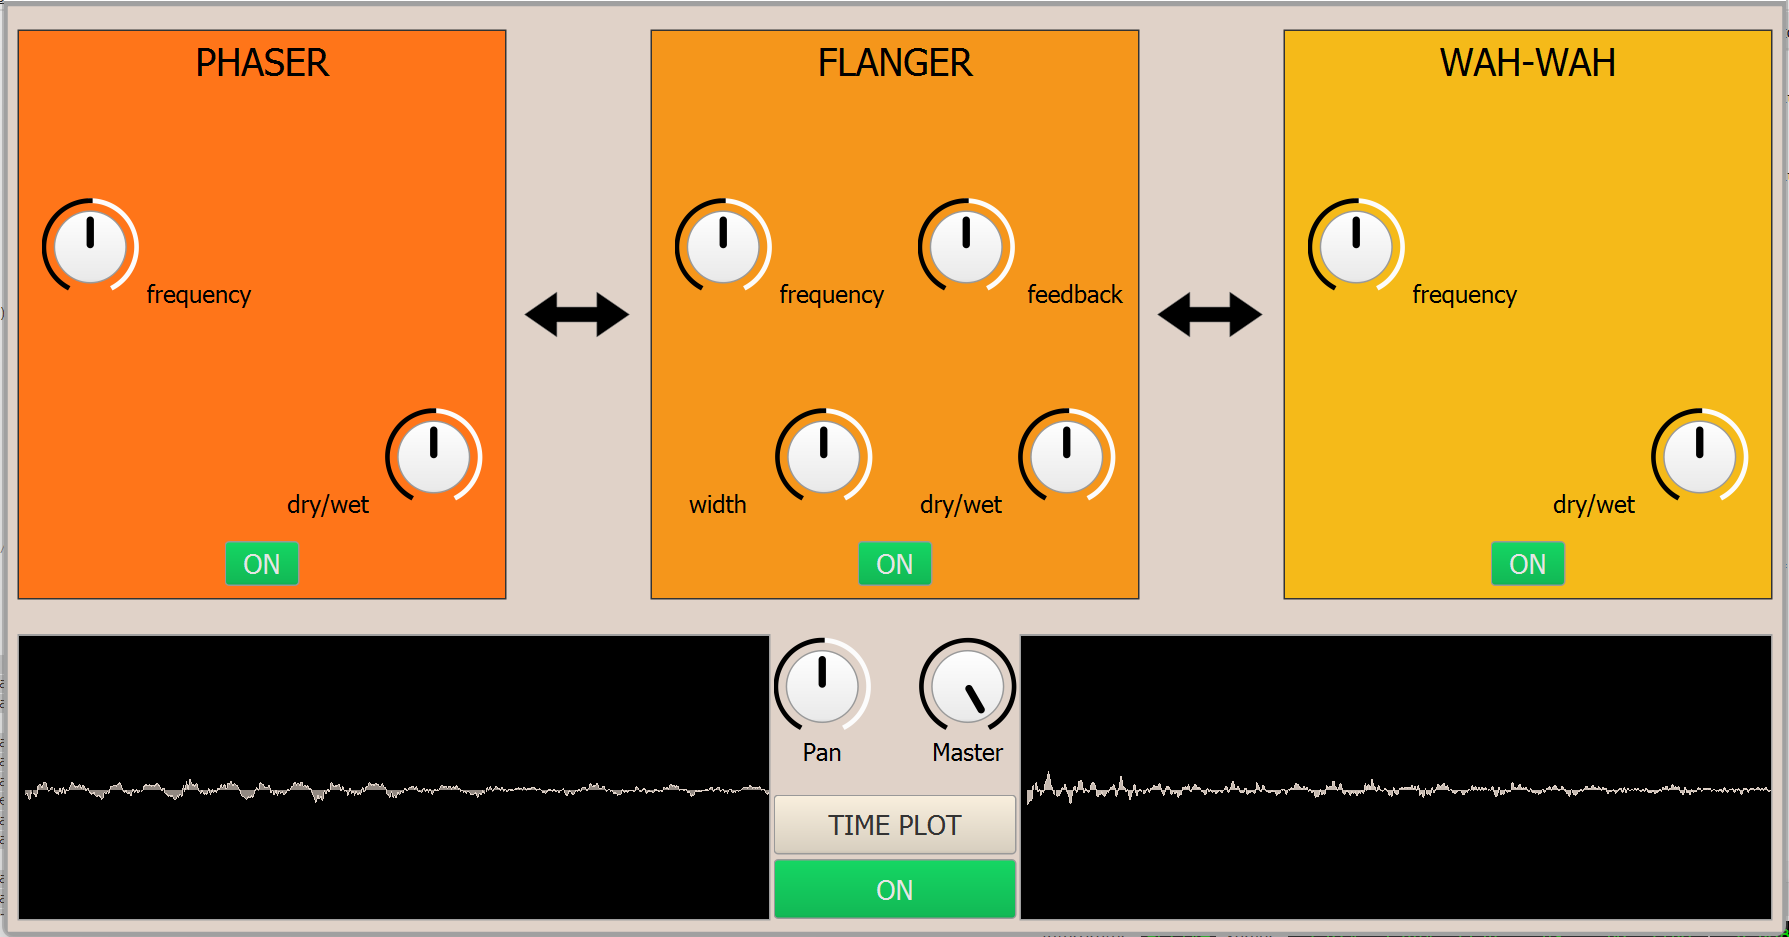 PHASER
frequency
dry/wet
ON
FLANGER
frequency
feedback
width
dry/wet
ON
WAH-WAH
frequency
dry/wet
ON
Pan
Master
TIME PLOT
ON